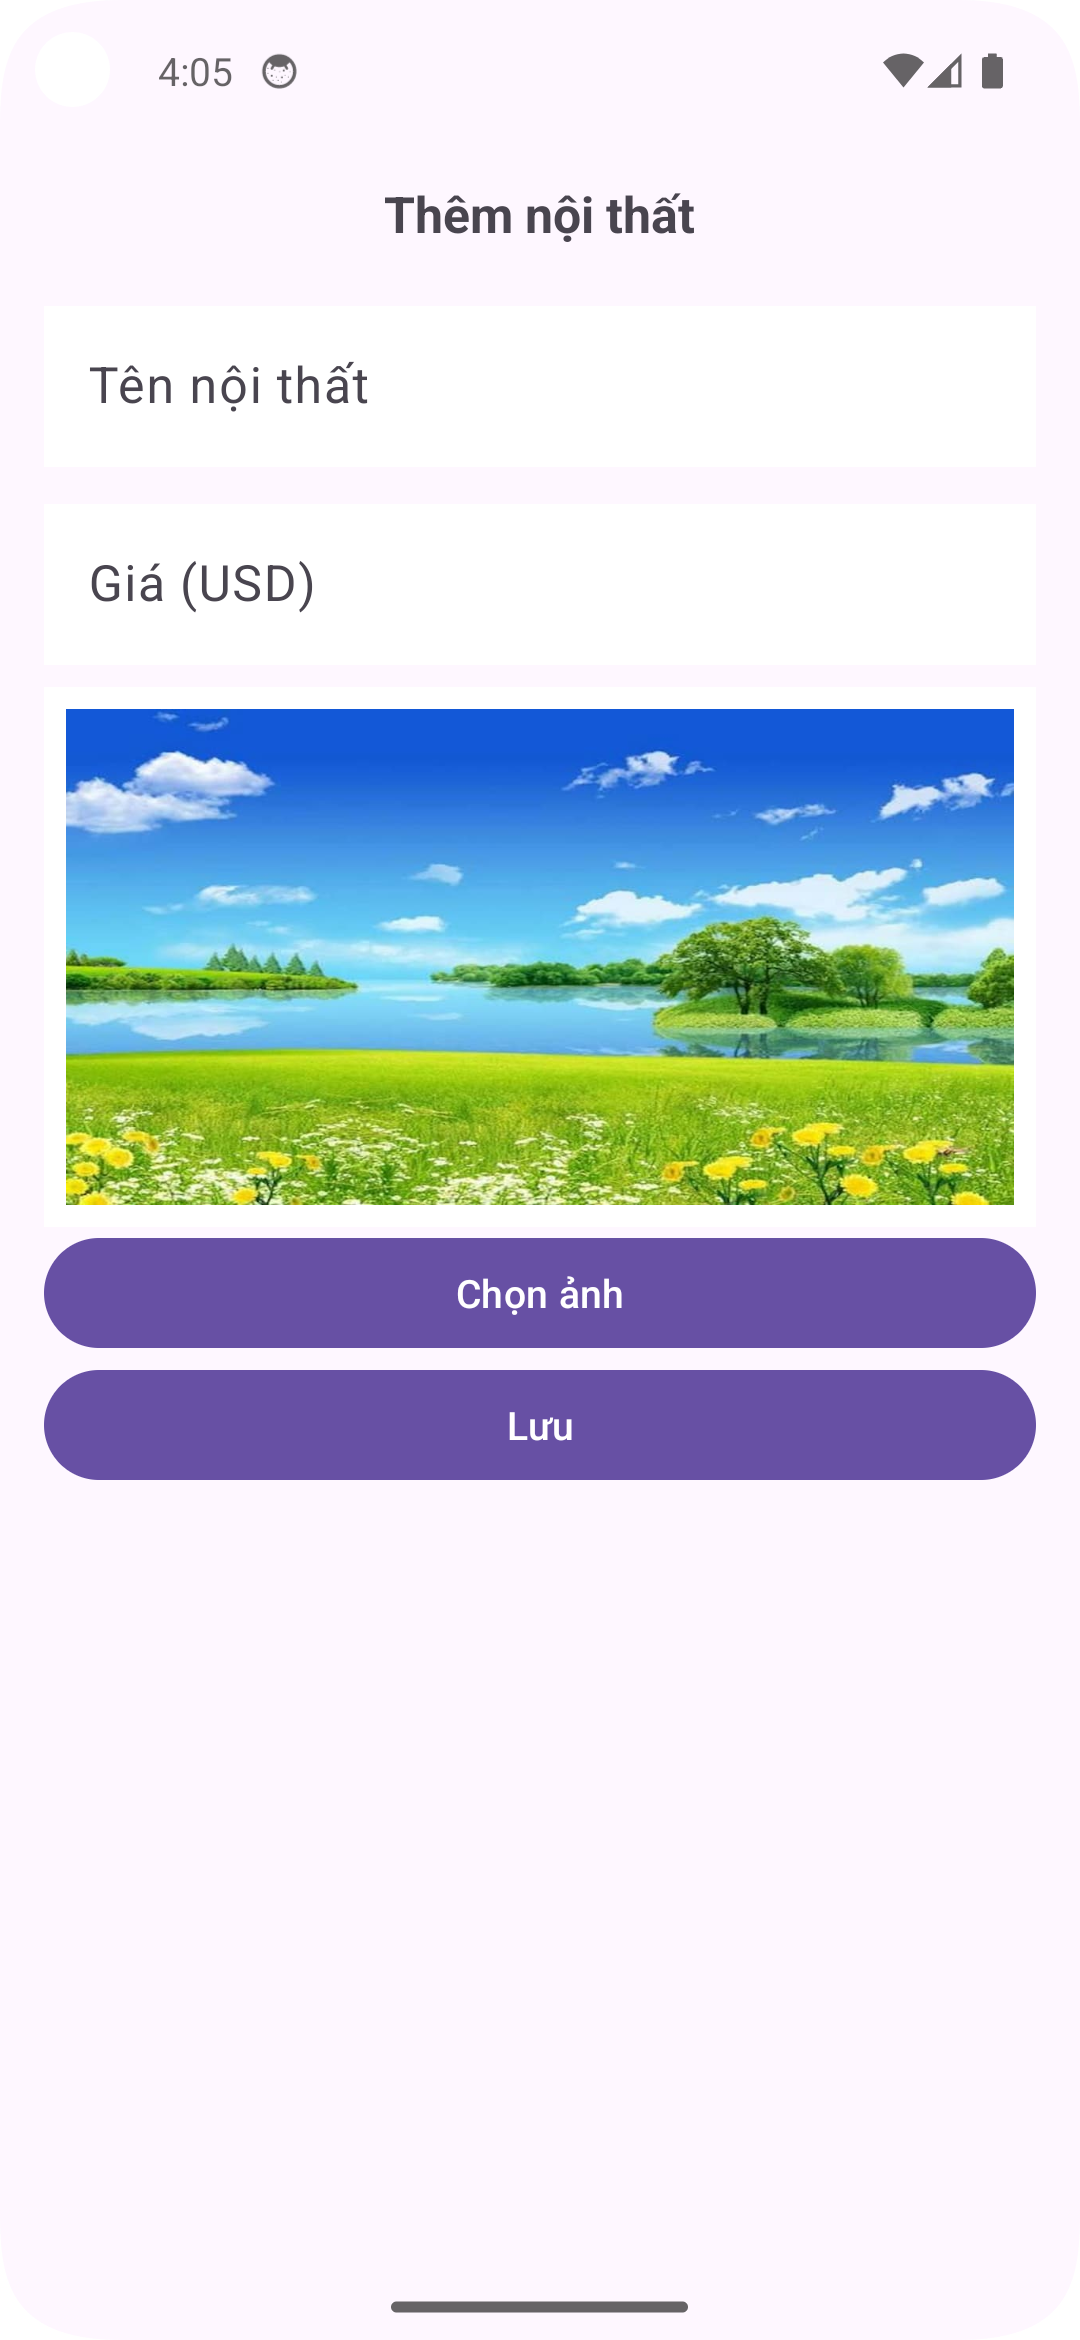 4:05
Thêm nội thất
Tên nội thất
Giá (USD)
Chọn ảnh
Lưu